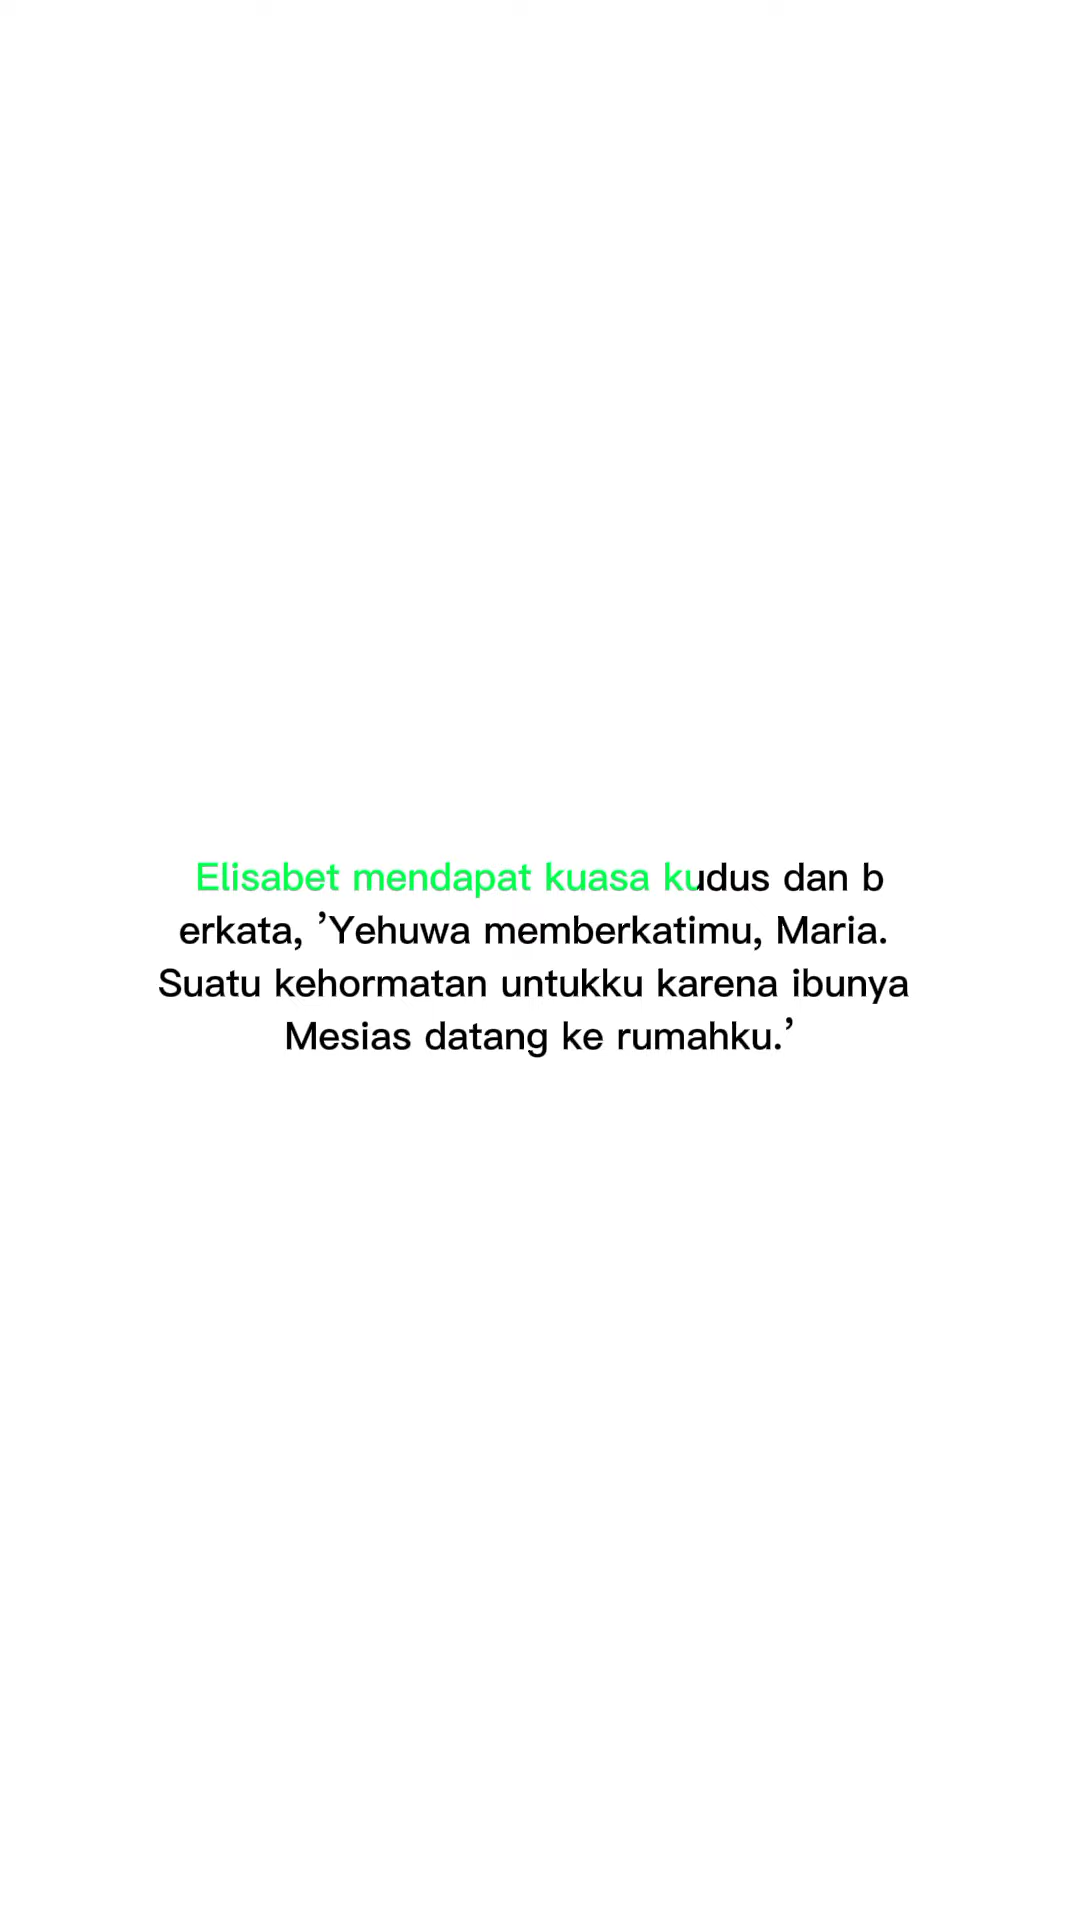 Elisabet mendapat kuasa kudus dan b
erkata, ’Yehuwa memberkatimu, Maria.
Suatu kehormatan untukku karena ibunya
Mesias datang ke rumahku.’